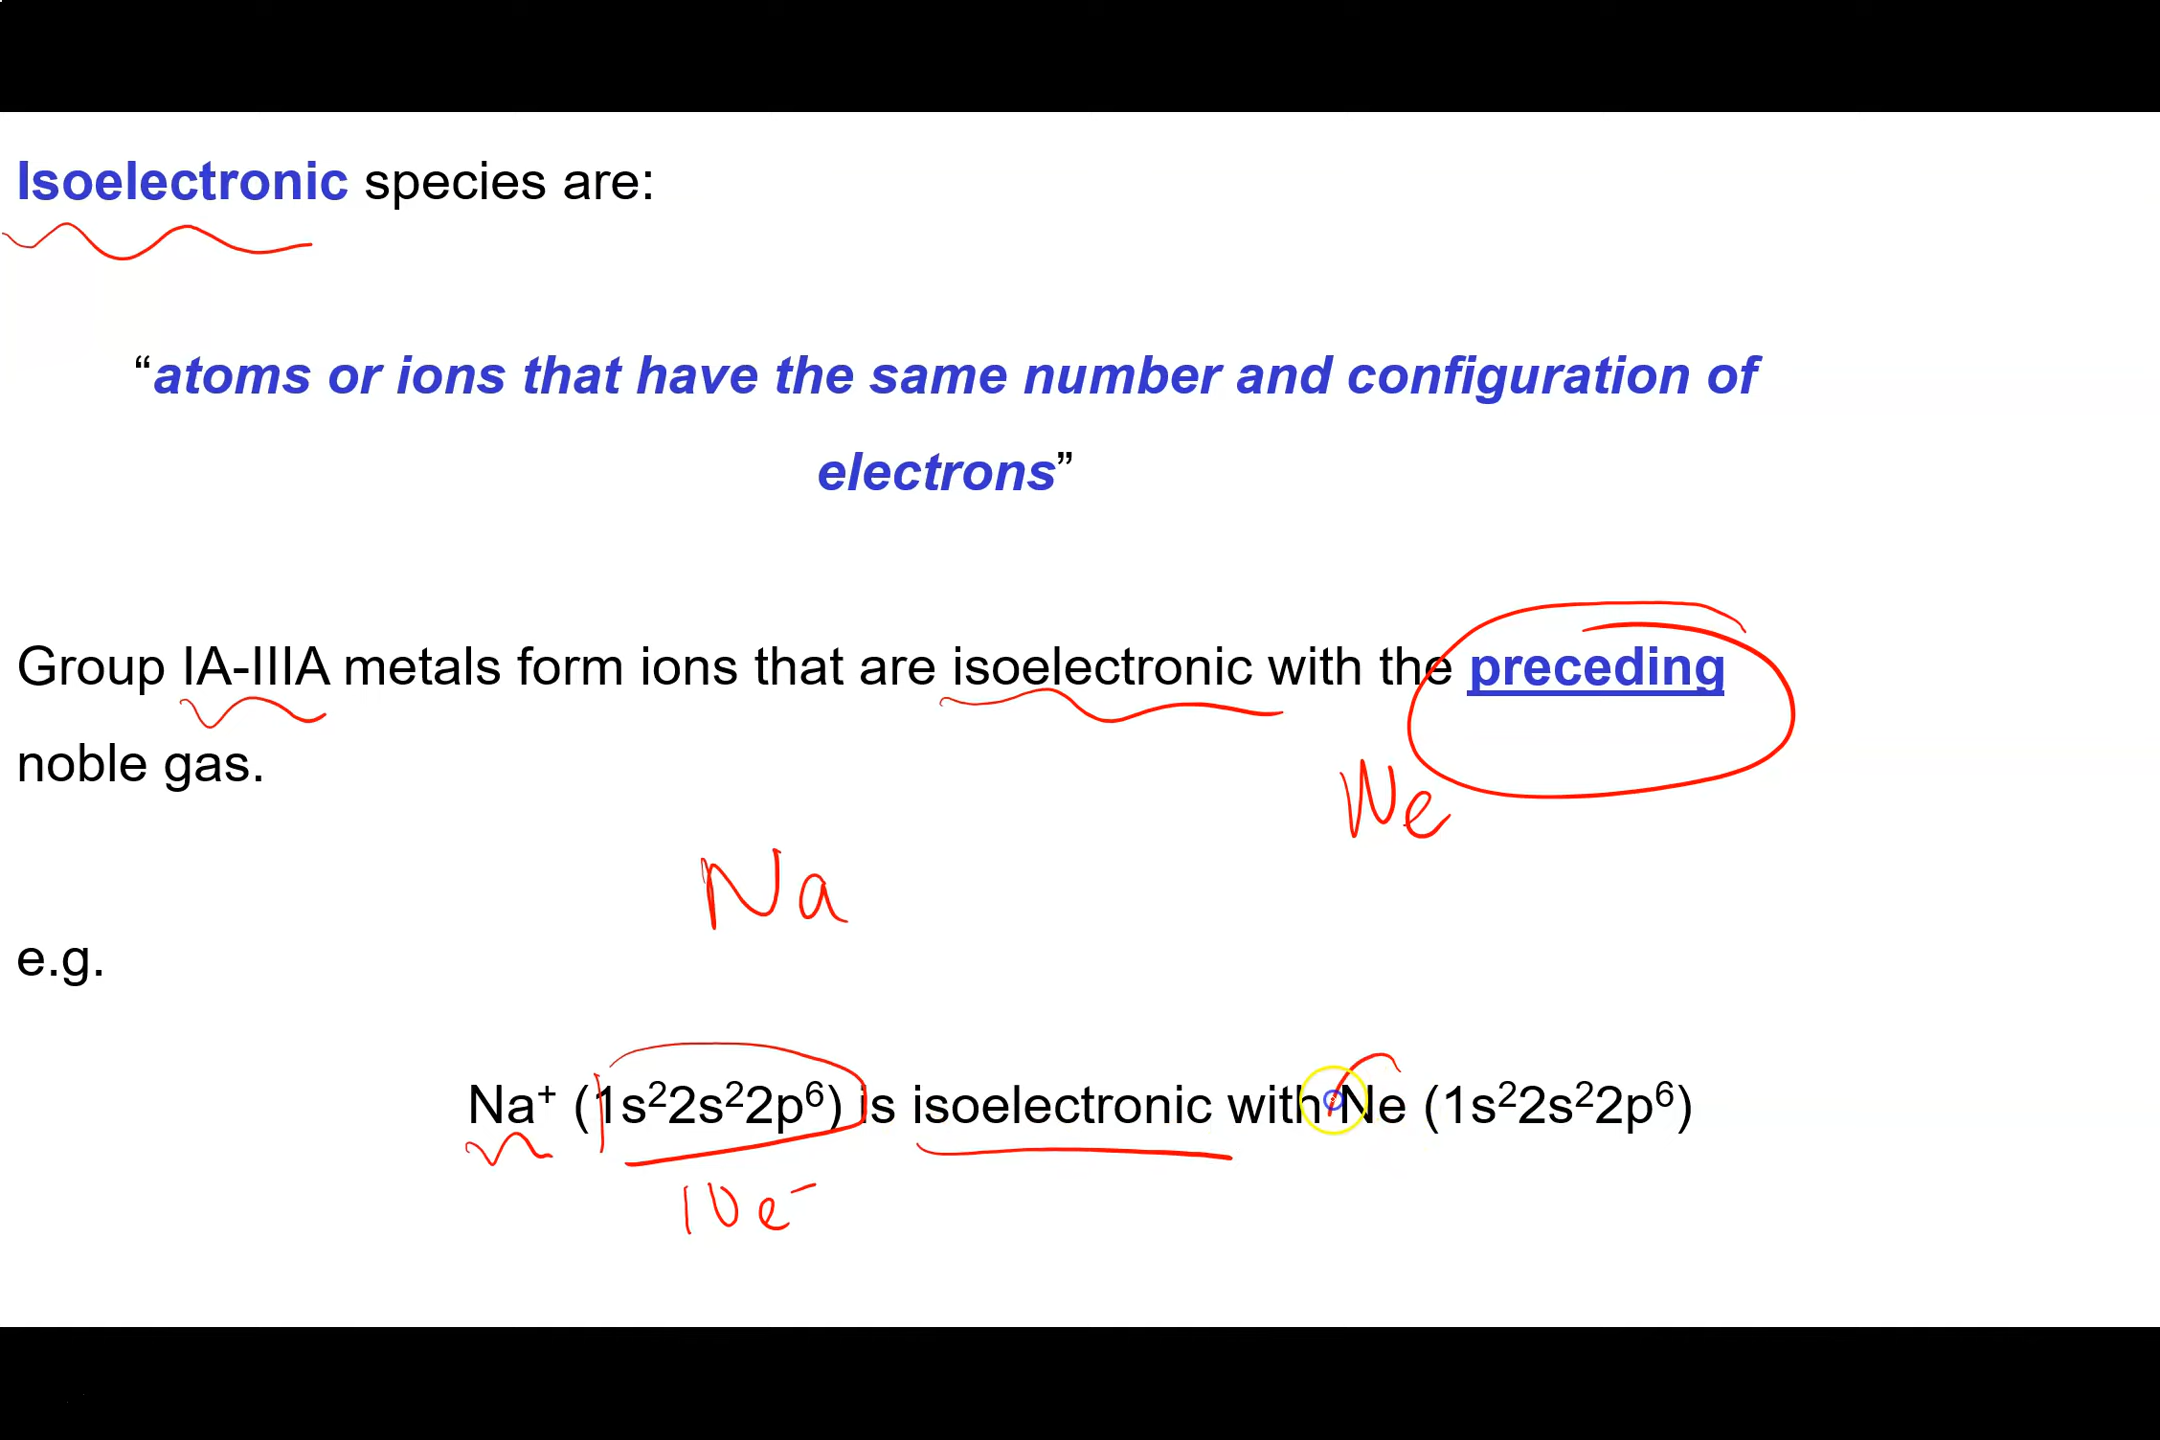 Isoelectronic species are:
“atoms or ions that have the same number and configuration of
electrons”
Group IA-IIIA metals form ions that are isoelectronic with the preceding
noble gas.
Ne
Na
e.g.
Na⁺ (1s²2s²2p⁶) is isoelectronic with Ne (1s²2s²2p⁶)
10e⁻